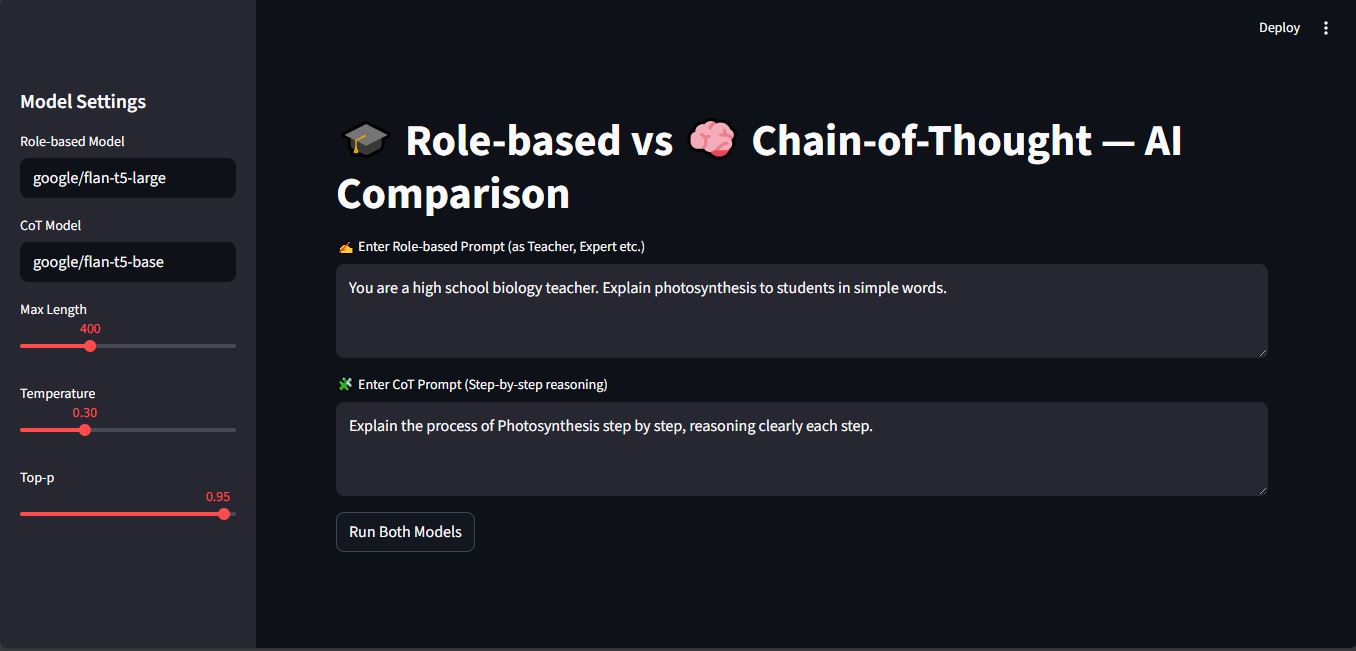 Deploy
Model Settings
Role-based Model
google/flan-t5-large
CoT Model
google/flan-t5-base
Max Length
400
Temperature
0.30
Top-p
0.95
🎓 Role-based vs 🧠 Chain-of-Thought — AI
Comparison
✍️ Enter Role-based Prompt (as Teacher, Expert etc.)
You are a high school biology teacher. Explain photosynthesis to students in simple words.
🧩 Enter CoT Prompt (Step-by-step reasoning)
Explain the process of Photosynthesis step by step, reasoning clearly each step.
Run Both Models